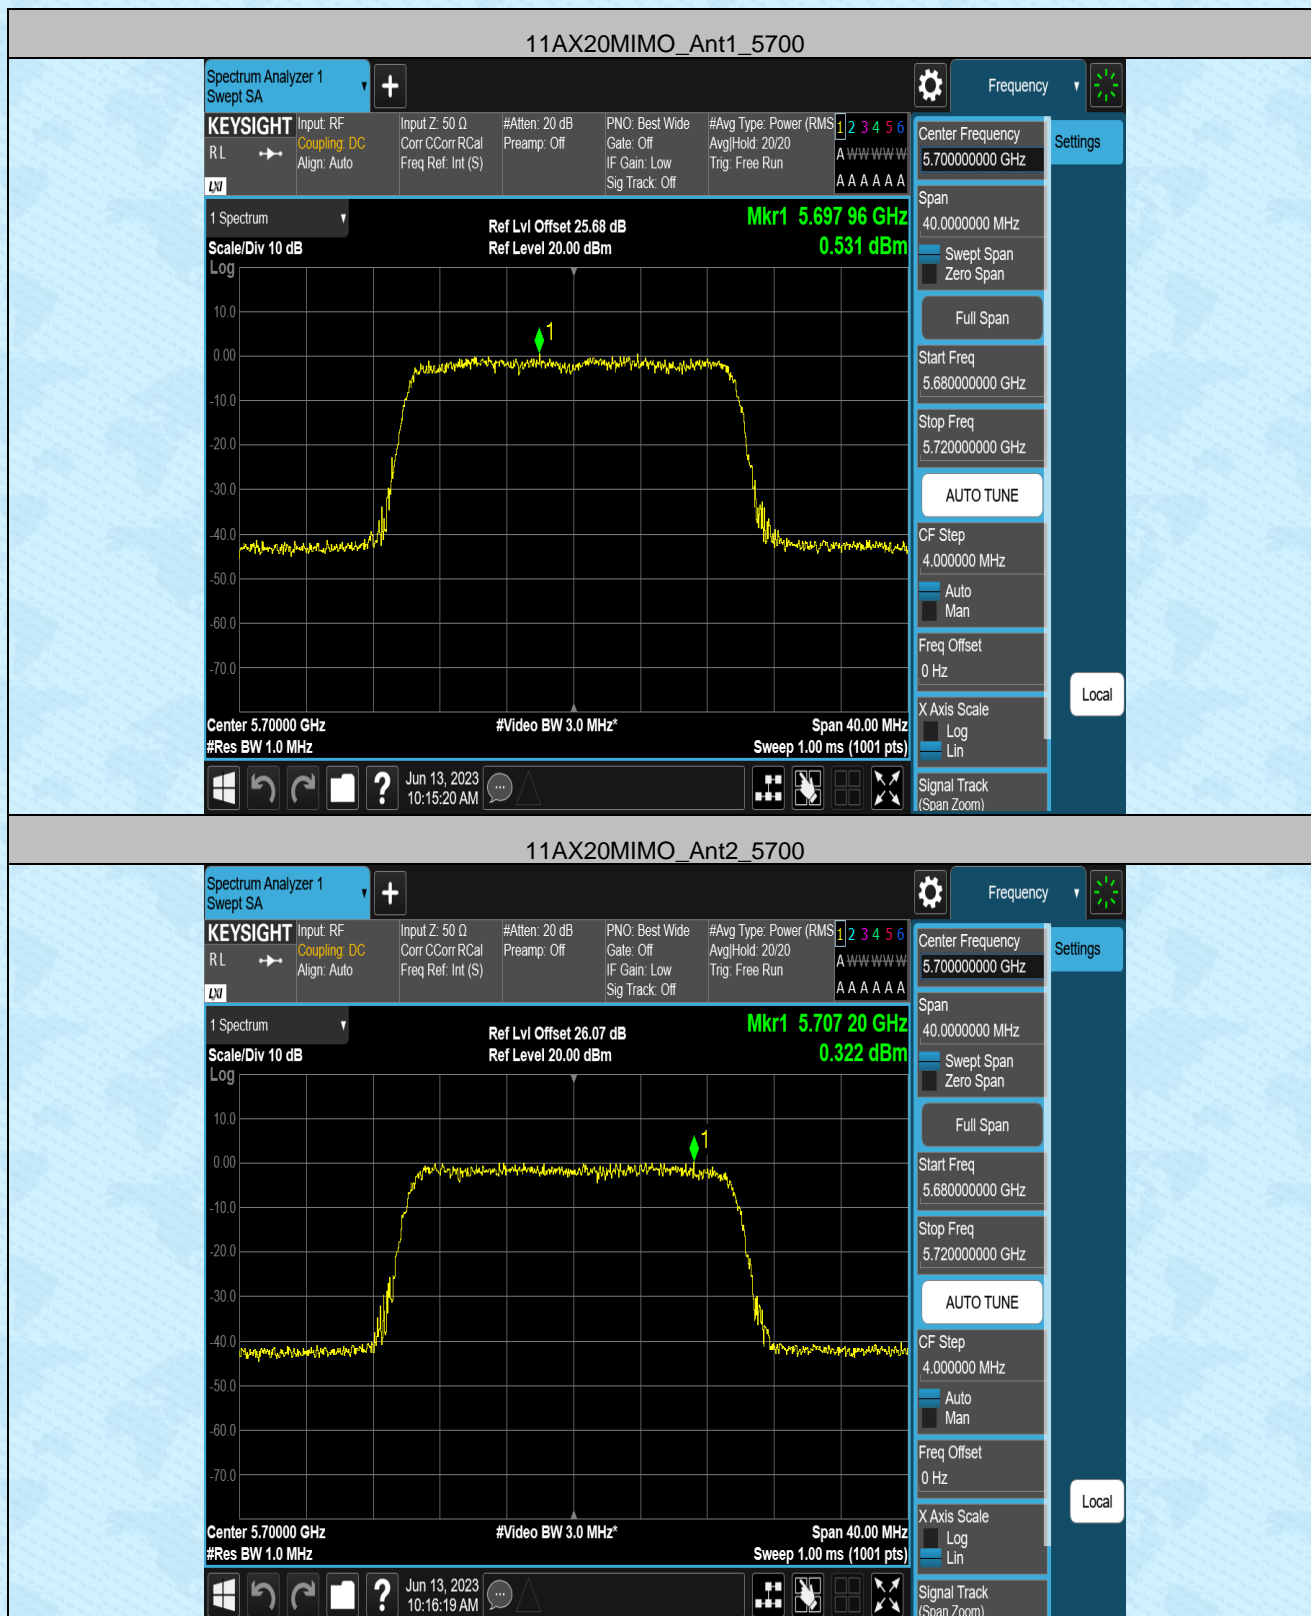 11AX20MIMO_Ant1_5700
Spectrum Analyzer 1
Swept SA
+
Frequency
KEYSIGHT
R L
LXI
Input: RF
Coupling: DC
Align: Auto
Input Z: 50 Ω
Corr CCorr RCal
Freq Ref: Int (S)
#Atten: 20 dB
Preamp: Off
PNO: Best Wide
Gate: Off
IF Gain: Low
Sig Track: Off
#Avg Type: Power (RMS
Avg|Hold: 20/20
Trig: Free Run
1 2 3 4 5 6
A W W W W W
A A A A A A
1 Spectrum
Scale/Div 10 dB
Log
Ref Lvl Offset 25.68 dB
Ref Level 20.00 dBm
Mkr1 5.697 96 GHz
0.531 dBm
1
10.0
0.00
-10.0
-20.0
-30.0
-40.0
-50.0
-60.0
-70.0
Center 5.70000 GHz
#Res BW 1.0 MHz
#Video BW 3.0 MHz*
Span 40.00 MHz
Sweep 1.00 ms (1001 pts)
?
Jun 13, 2023
10:15:20 AM
Center Frequency
5.700000000 GHz
Settings
Span
40.0000000 MHz
Swept Span
Zero Span
Full Span
Start Freq
5.680000000 GHz
Stop Freq
5.720000000 GHz
AUTO TUNE
CF Step
4.000000 MHz
Auto
Man
Freq Offset
0 Hz
X Axis Scale
Log
Lin
Signal Track
(Span Zoom)
Local
11AX20MIMO_Ant2_5700
Spectrum Analyzer 1
Swept SA
+
Frequency
KEYSIGHT
R L
LXI
Input: RF
Coupling: DC
Align: Auto
Input Z: 50 Ω
Corr CCorr RCal
Freq Ref: Int (S)
#Atten: 20 dB
Preamp: Off
PNO: Best Wide
Gate: Off
IF Gain: Low
Sig Track: Off
#Avg Type: Power (RMS
Avg|Hold: 20/20
Trig: Free Run
1 2 3 4 5 6
A W W W W W
A A A A A A
1 Spectrum
Scale/Div 10 dB
Log
Ref Lvl Offset 26.07 dB
Ref Level 20.00 dBm
Mkr1 5.707 20 GHz
0.322 dBm
1
10.0
0.00
-10.0
-20.0
-30.0
-40.0
-50.0
-60.0
-70.0
Center 5.70000 GHz
#Res BW 1.0 MHz
#Video BW 3.0 MHz*
Span 40.00 MHz
Sweep 1.00 ms (1001 pts)
?
Jun 13, 2023
10:16:19 AM
Center Frequency
5.700000000 GHz
Settings
Span
40.0000000 MHz
Swept Span
Zero Span
Full Span
Start Freq
5.680000000 GHz
Stop Freq
5.720000000 GHz
AUTO TUNE
CF Step
4.000000 MHz
Auto
Man
Freq Offset
0 Hz
X Axis Scale
Log
Lin
Signal Track
(Span Zoom)
Local